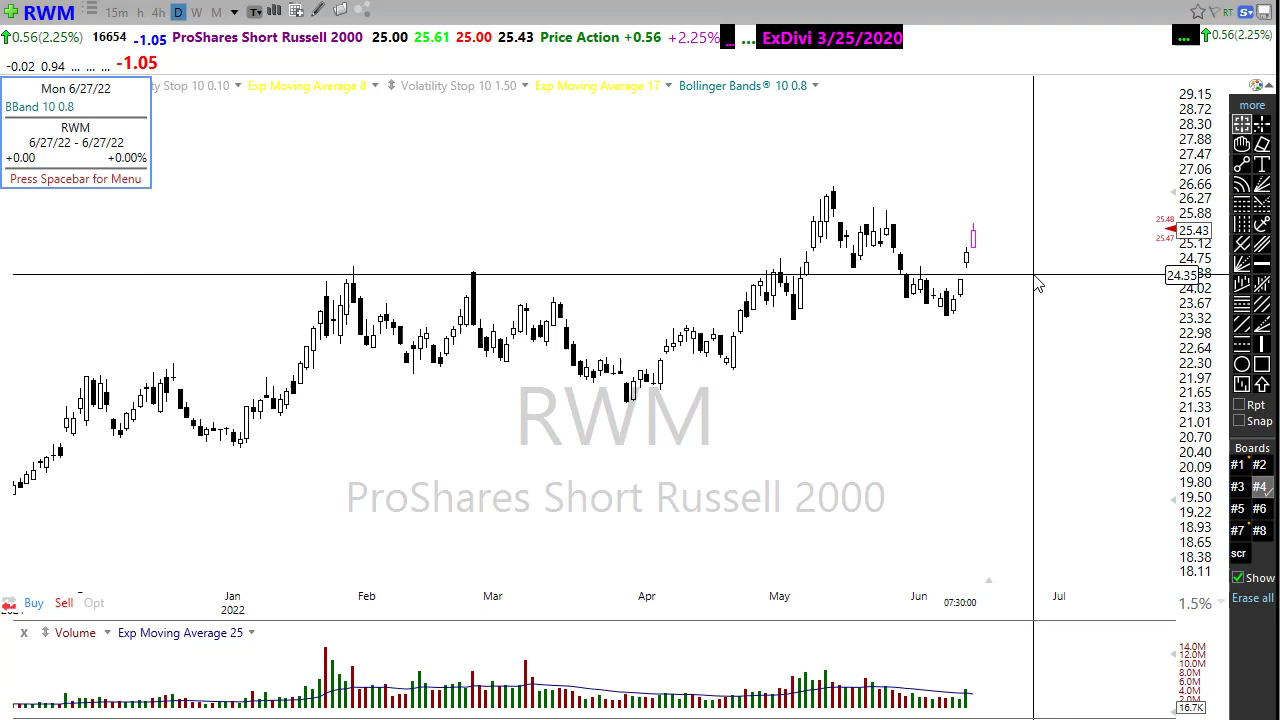 RWM 15m h 4h D W M T RT S
0.56(2.25%) 16654 -1.05 ProShares Short Russell 2000 25.00 25.61 25.00 25.43 Price Action +0.56 +2.25% ... ... ExDivi 3/25/2020 ... 0.56(2.25%)
-0.02 0.94 ... ... ... -1.05
Mon 6/27/22
BBand 10 0.8
RWM
6/27/22 - 6/27/22
+0.00 +0.00%
Press Spacebar for Menu
ty Stop 10 0.10 Exp Moving Average 8 Volatility Stop 10 1.50 Exp Moving Average 17 Bollinger Bands® 10 0.8
29.15
28.72
28.30
27.88
27.47
27.06
26.66
26.27
25.88
25.48
25.43
25.47
25.12
24.75
24.35
24.02
23.67
23.32
22.98
22.64
22.30
21.97
21.65
21.33
21.01
20.70
20.40
20.09
19.80
19.50
19.22
18.93
18.65
18.38
18.11
1.5%
RWM
ProShares Short Russell 2000
more
T
Rpt
Snap
Boards
#1 #2
#3 #4
#5 #6
#7 #8
scr
Show
Erase all
Buy Sell Opt
Jan Feb Mar Apr May Jun Jul
2022 07:30:00
x Volume Exp Moving Average 25
14.0M
12.0M
10.0M
8.0M
6.0M
4.0M
2.0M
16.7K